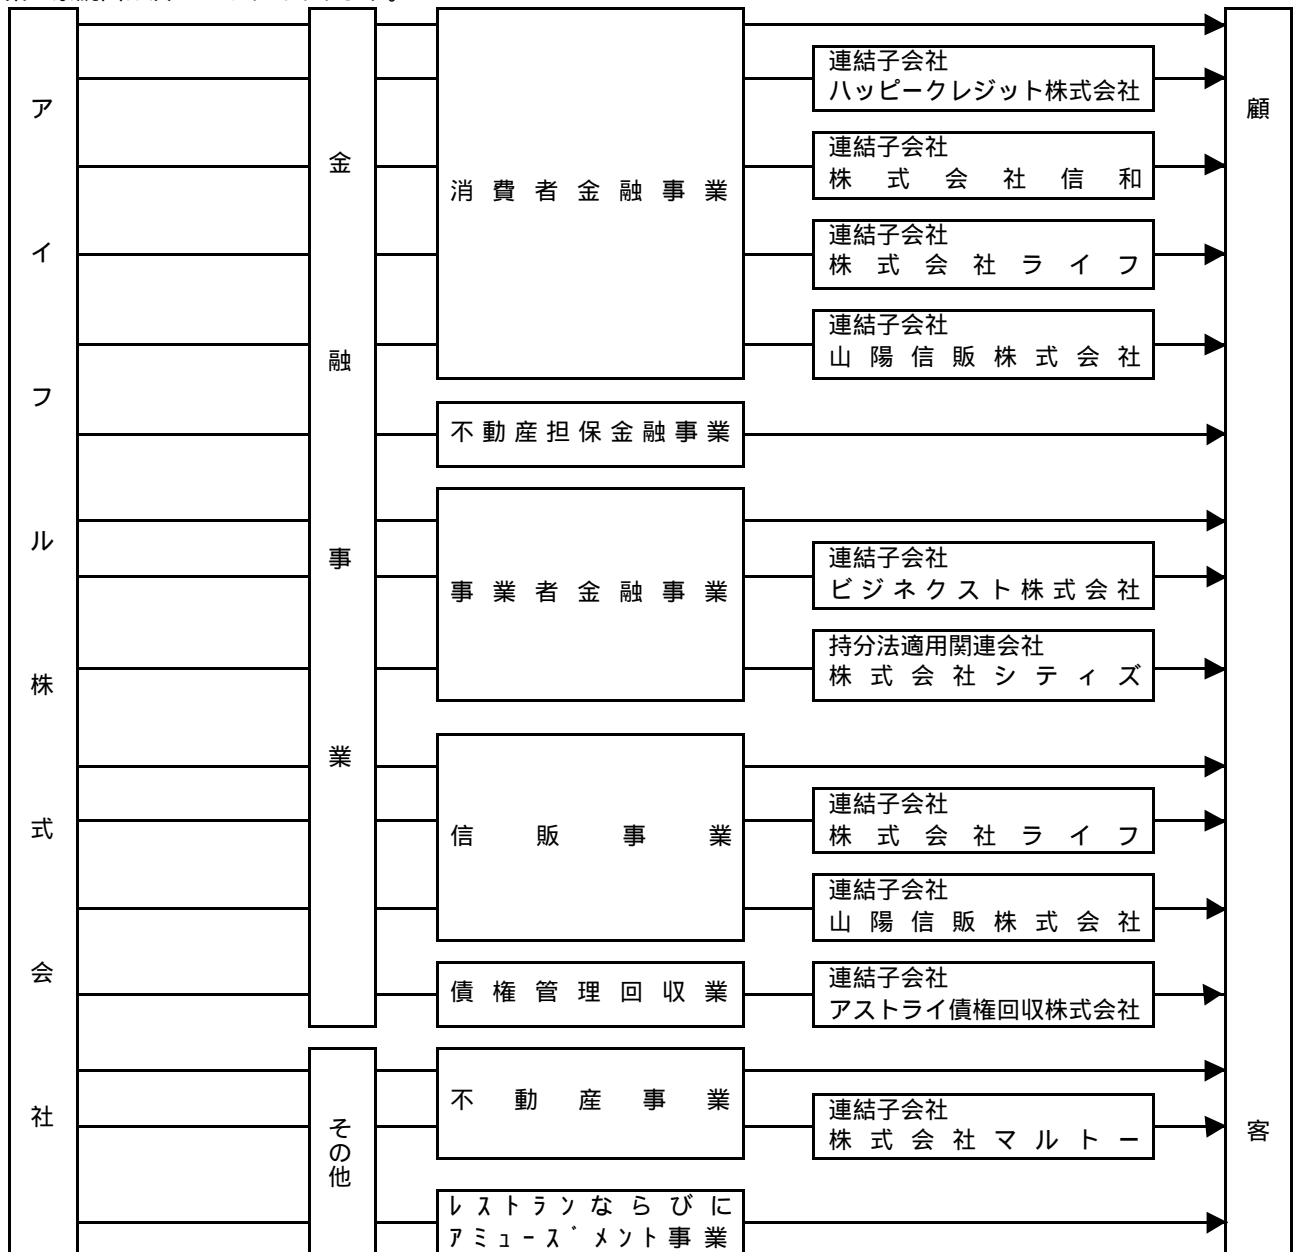 アイフル株式会社
金融事業
消費者金融事業
連結子会社
ハッピークレジット株式会社
連結子会社
株式会社信和
連結子会社
株式会社ライフ
連結子会社
山陽信販株式会社
不動産担保金融事業
事業者金融事業
連結子会社
ビジネクスト株式会社
持分法適用関連会社
株式会社シティズ
信販事業
連結子会社
株式会社ライフ
連結子会社
山陽信販株式会社
債権管理回収業
連結子会社
アストライ債権回収株式会社
その他
不動産事業
連結子会社
株式会社マルトー
ﾚｽﾄﾗﾝならびに
ｱﾐｭｰｽﾞﾒﾝﾄ事業
顧客